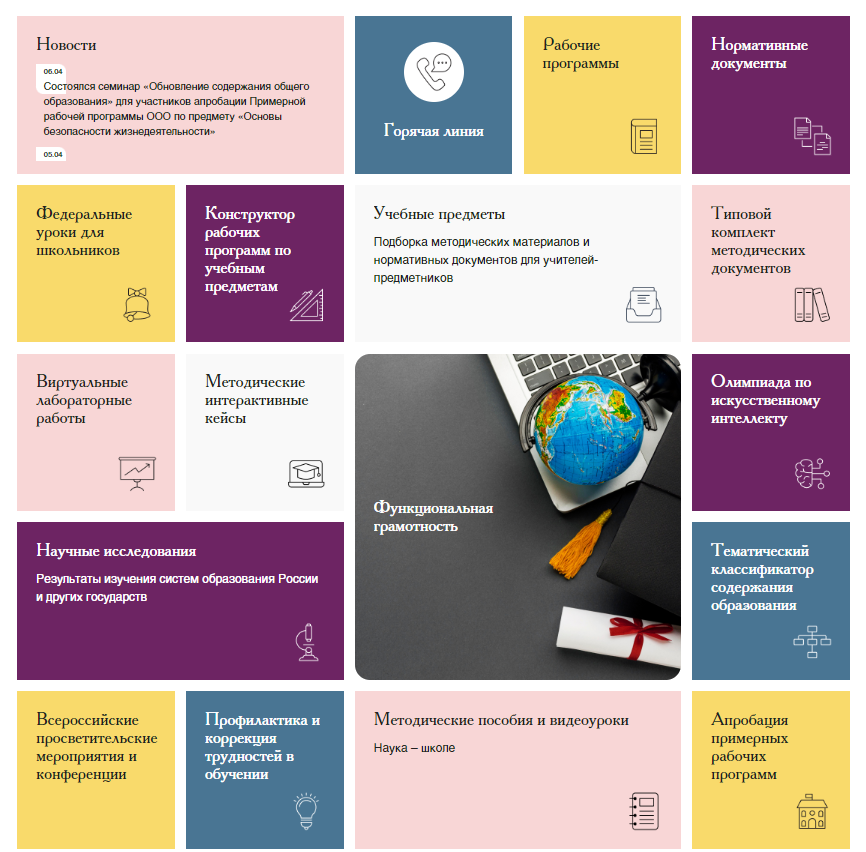 Новости
06.04
Состоялся семинар «Обновление содержания общего
образования» для участников апробации Примерной
рабочей программы ООО по предмету «Основы
безопасности жизнедеятельности»
05.04
Горячая линия
Рабочие
программы
Нормативные
документы
Федеральные
уроки для
школьников
Конструктор
рабочих
программ по
учебным
предметам
Учебные предметы
Подборка методических материалов и
нормативных документов для учителей-
предметников
Типовой
комплект
методических
документов
Виртуальные
лабораторные
работы
Методические
интерактивные
кейсы
Функциональная
грамотность
Олимпиада по
искусственному
интеллекту
Научные исследования
Результаты изучения систем образования России
и других государств
Тематический
классификатор
содержания
образования
Всероссийские
просветительские
мероприятия и
конференции
Профилактика и
коррекция
трудностей в
обучении
Методические пособия и видеоуроки
Наука – школе
Апробация
примерных
рабочих
программ